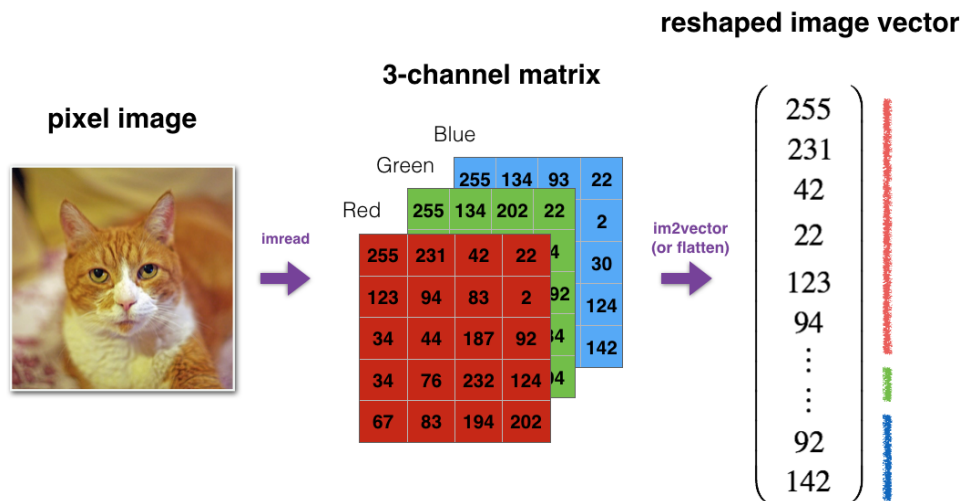 reshaped image vector
3-channel matrix
pixel image
Blue
Green
Red
255 134 93 22
2
30
124
142
255 134 202 22
4
92
34
94
255 231 42 22
123 94 83 2
34 44 187 92
34 76 232 124
67 83 194 202
imread
im2vector
(or flatten)
255
231
42
22
123
94
92
142